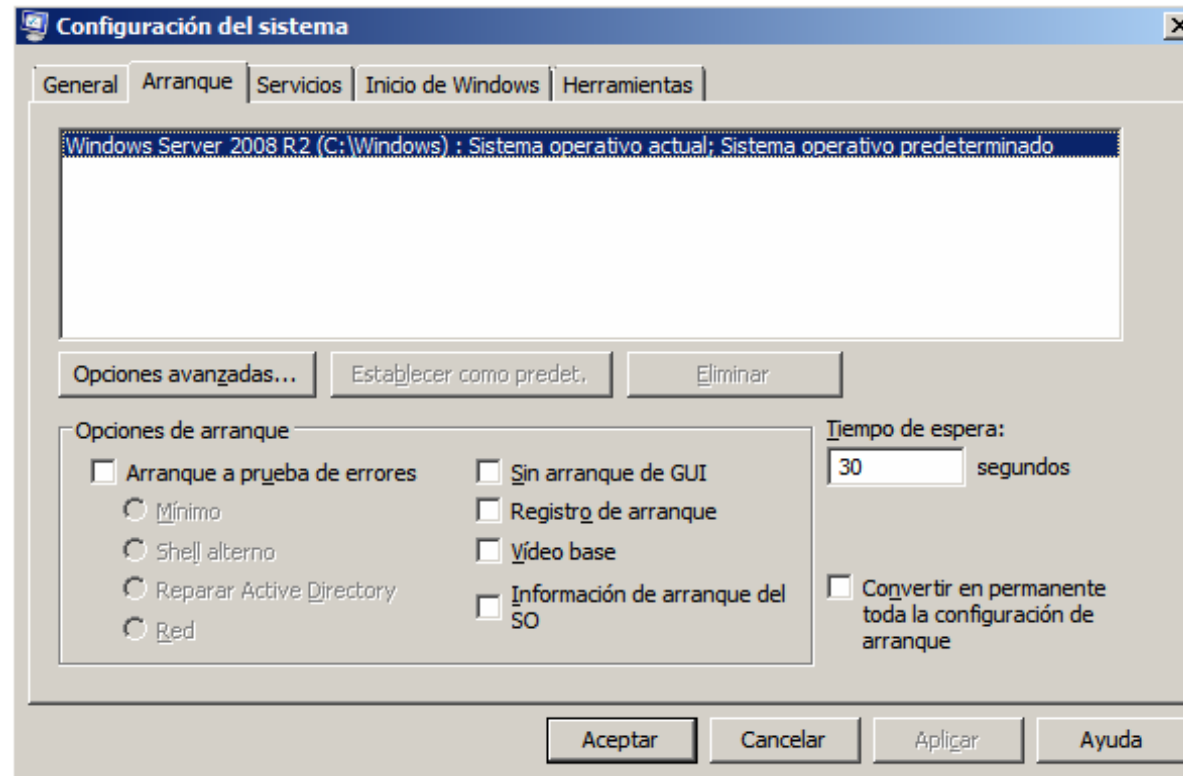 Configuración del sistema
General Arranque Servicios Inicio de Windows Herramientas
Windows Server 2008 R2 (C:\Windows) : Sistema operativo actual; Sistema operativo predeterminado
Opciones avanzadas... Establecer como predet. Eliminar
Opciones de arranque
Arranque a prueba de errores
Mínimo
Shell alterno
Reparar Active Directory
Red
Sin arranque de GUI
Registro de arranque
Vídeo base
Información de arranque del
SO
Tiempo de espera:
30 segundos
Convertir en permanente
toda la configuración de
arranque
Aceptar Cancelar Aplicar Ayuda